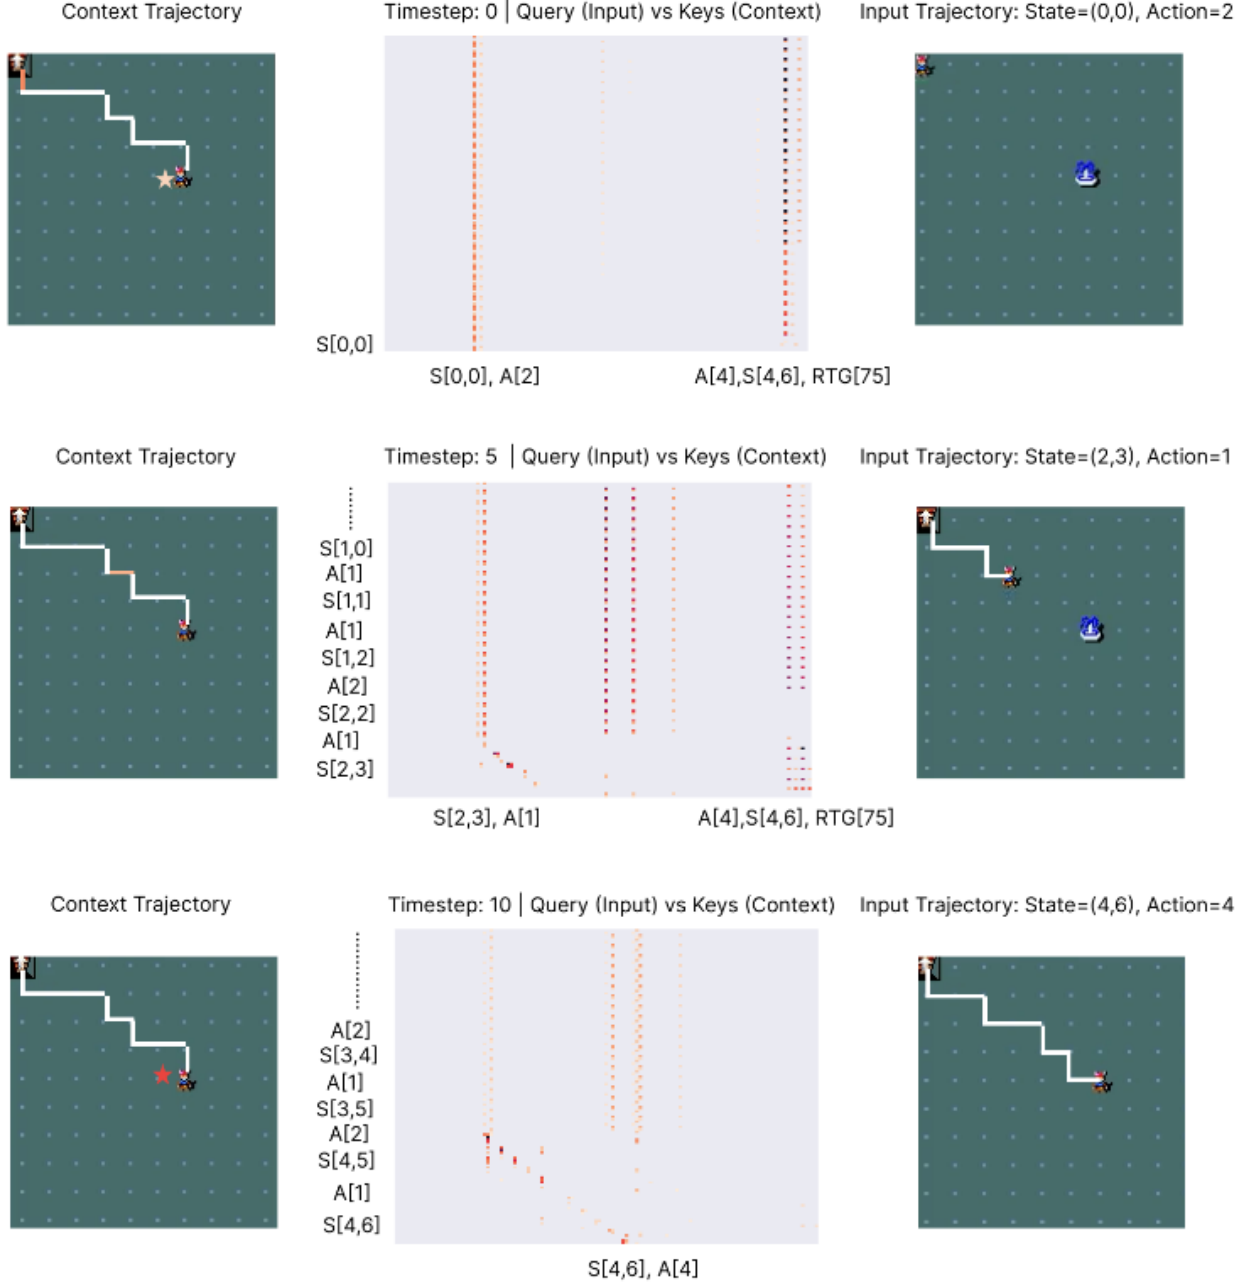 Context Trajectory
Timestep: 0 | Query (Input) vs Keys (Context)
Input Trajectory: State=(0,0), Action=2
S[0,0]
S[0,0], A[2]
A[4],S[4,6], RTG[75]
Context Trajectory
Timestep: 5 | Query (Input) vs Keys (Context)
Input Trajectory: State=(2,3), Action=1
S[1,0]
A[1]
S[1,1]
A[1]
S[1,2]
A[2]
S[2,2]
A[1]
S[2,3]
S[2,3], A[1]
A[4],S[4,6], RTG[75]
Context Trajectory
Timestep: 10 | Query (Input) vs Keys (Context)
Input Trajectory: State=(4,6), Action=4
A[2]
S[3,4]
A[1]
S[3,5]
A[2]
S[4,5]
A[1]
S[4,6]
S[4,6], A[4]